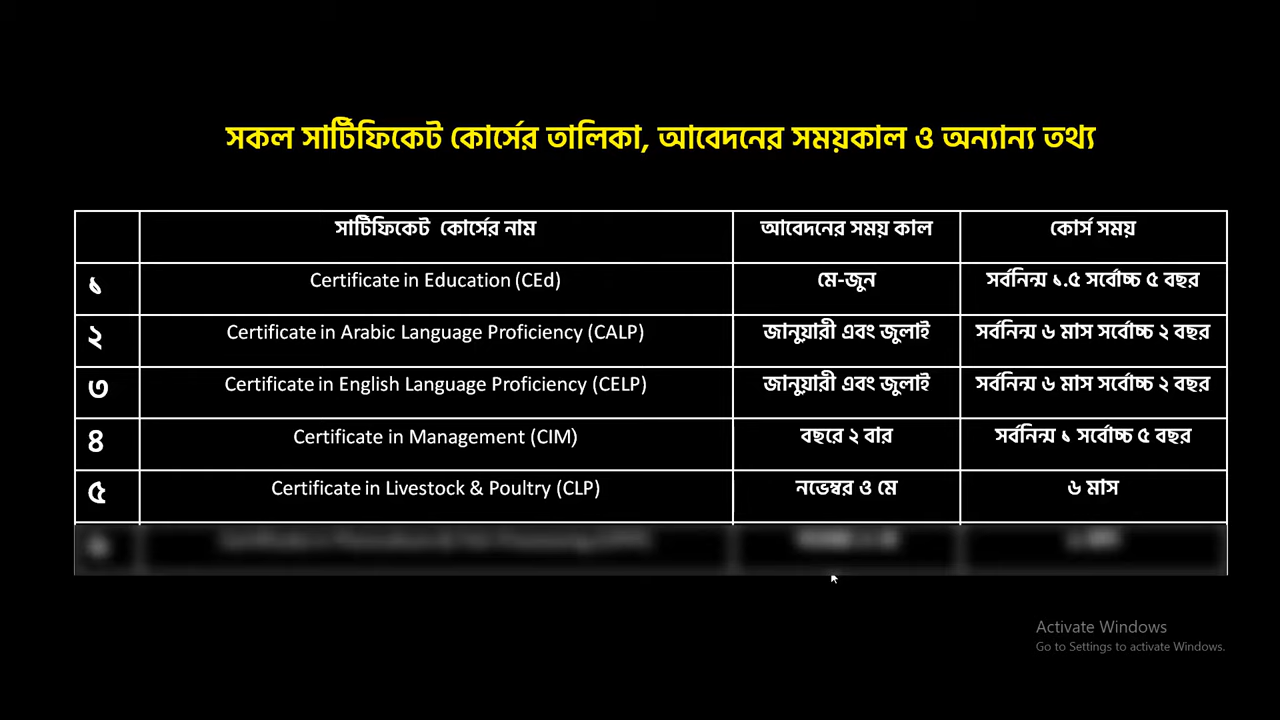 সকল সার্টিফিকেট কোর্সের তালিকা, আবেদনের সময়কাল ও অন্যান্য তথ্য
সার্টিফিকেট কোর্সের নাম আবেদনের সময় কাল কোর্স সময়
১ Certificate in Education (CEd) মে-জুন সর্বনিম্ন ১.৫ সর্বোচ্চ ৫ বছর
২ Certificate in Arabic Language Proficiency (CALP) জানুয়ারী এবং জুলাই সর্বনিম্ন ৬ মাস সর্বোচ্চ ২ বছর
৩ Certificate in English Language Proficiency (CELP) জানুয়ারী এবং জুলাই সর্বনিম্ন ৬ মাস সর্বোচ্চ ২ বছর
৪ Certificate in Management (CIM) বছরে ২ বার সর্বনিম্ন ১ সর্বোচ্চ ৫ বছর
৫ Certificate in Livestock & Poultry (CLP) নভেম্বর ও মে ৬ মাস
Activate Windows
Go to Settings to activate Windows.